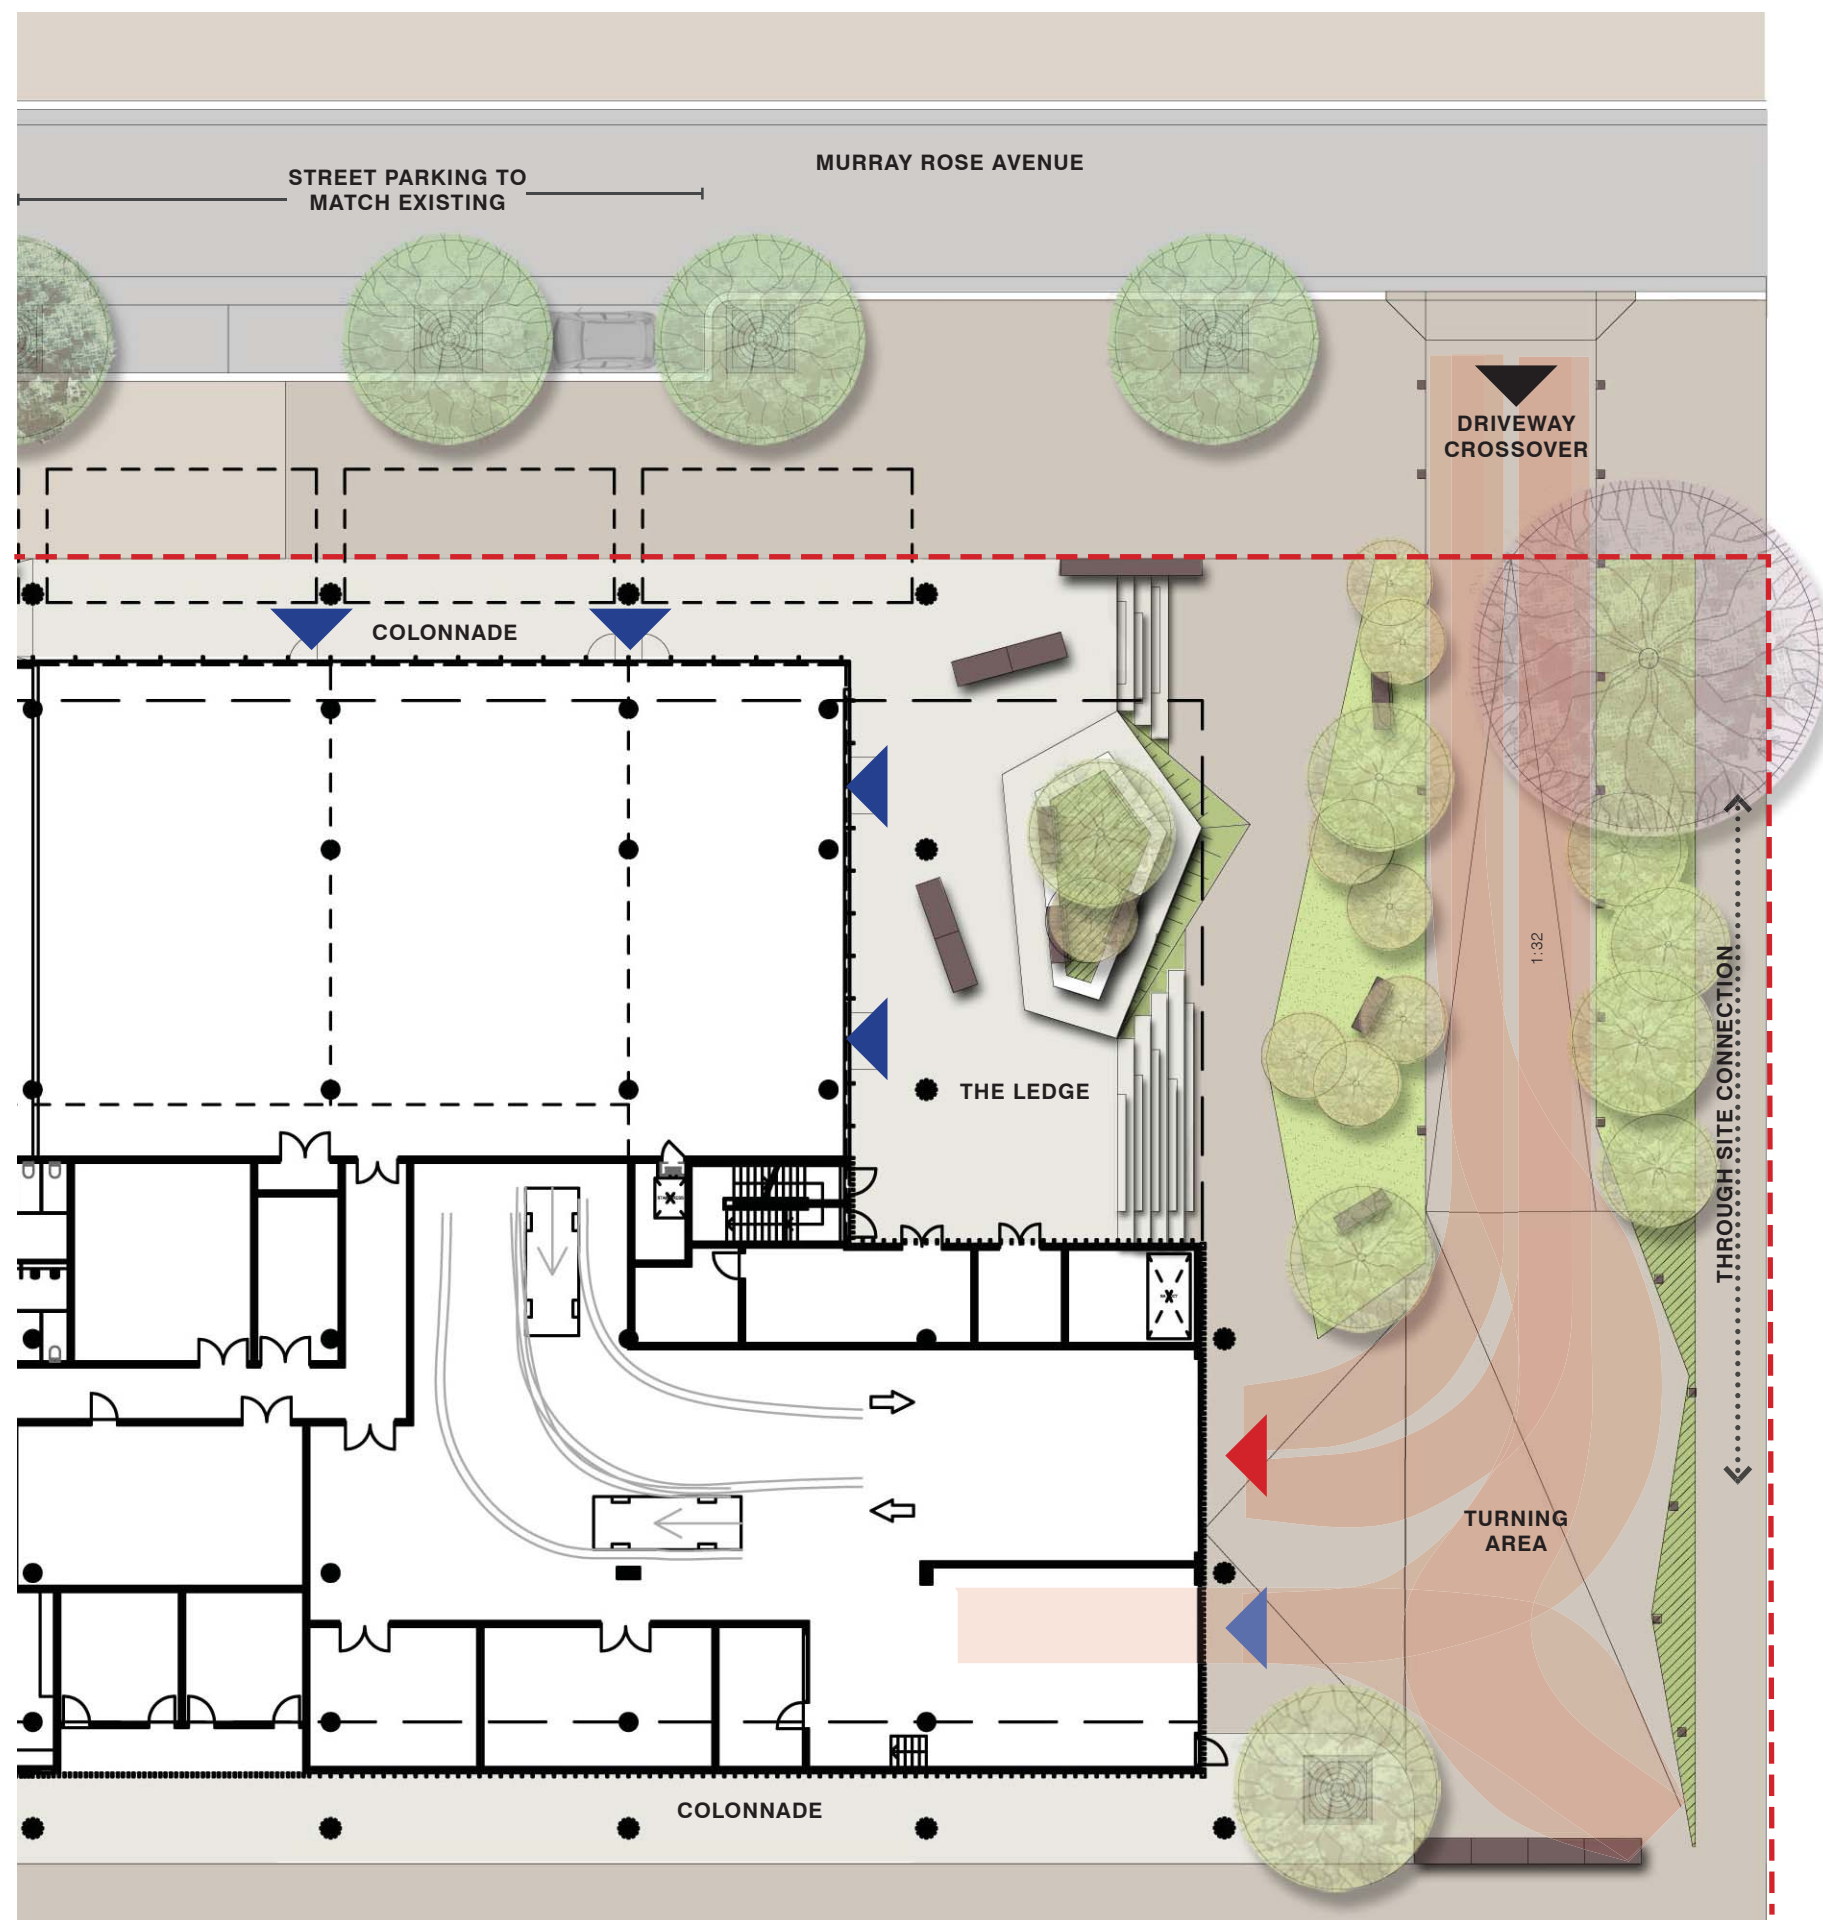 MURRAY ROSE AVENUE
STREET PARKING TO
MATCH EXISTING
DRIVEWAY
CROSSOVER
COLONNADE
1:32
THE LEDGE
THROUGH SITE CONNECTION
TURNING
AREA
COLONNADE